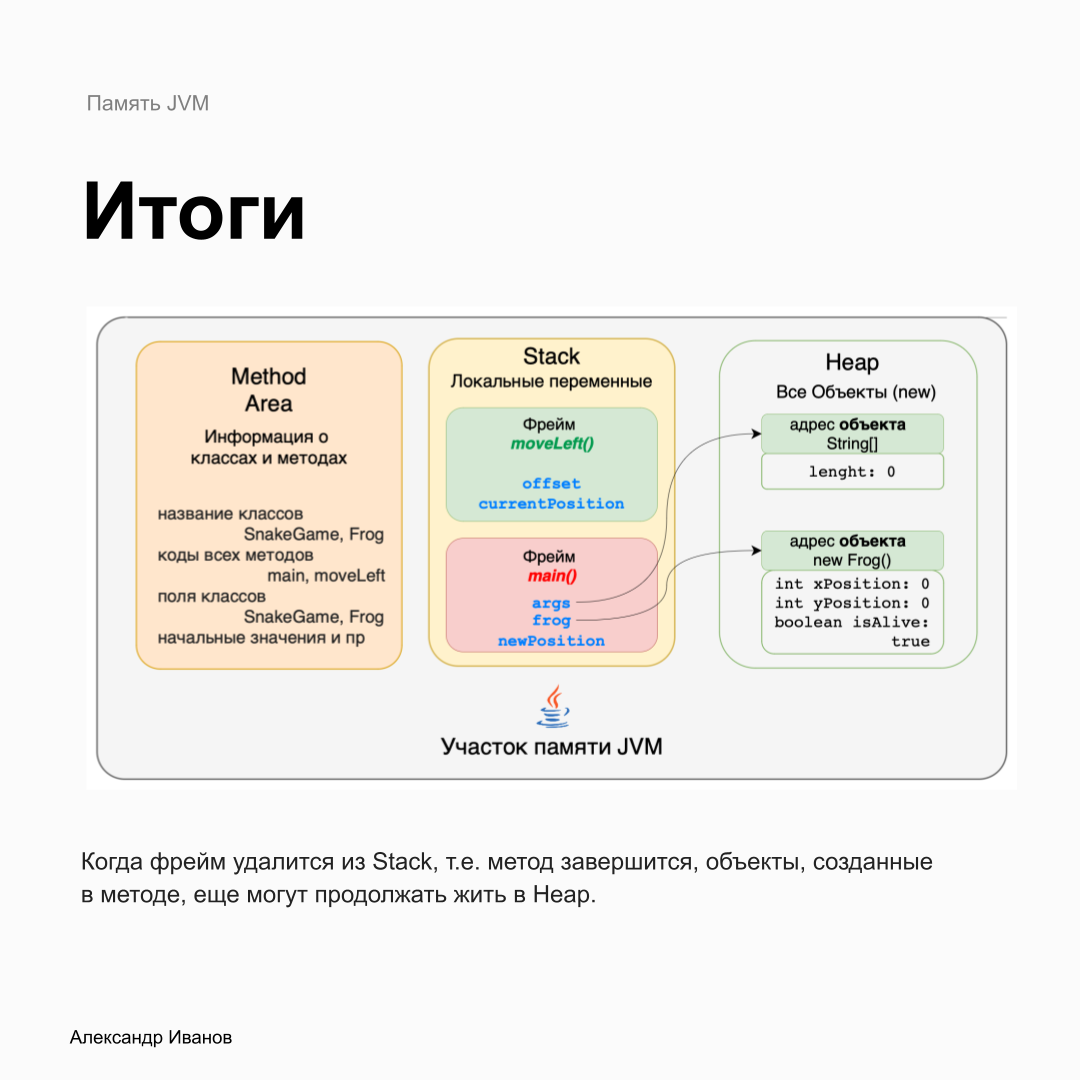 Память JVM
Итоги
Method
Area
Информация о
классах и методах
название классов
SnakeGame, Frog
коды всех методов
main, moveLeft
поля классов
SnakeGame, Frog
начальные значения и пр
Stack
Локальные переменные
Фрейм
moveLeft()
offset
currentPosition
Фрейм
main()
args
frog
newPosition
Heap
Все Объекты (new)
адрес объекта
String[]
lenght: 0
адрес объекта
new Frog()
int xPosition: 0
int yPosition: 0
boolean isAlive:
true
Участок памяти JVM
Когда фрейм удалится из Stack, т.е. метод завершится, объекты, созданные
в методе, еще могут продолжать жить в Heap.
Александр Иванов